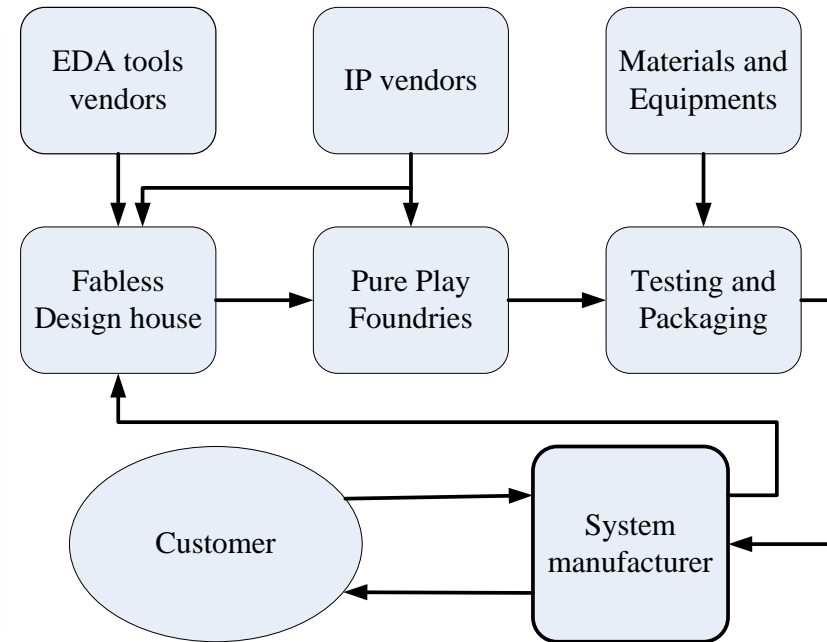 EDA tools
vendors
IP vendors
Materials and
Equipments
Fabless
Design house
Pure Play
Foundries
Testing and
Packaging
Customer
System
manufacturer